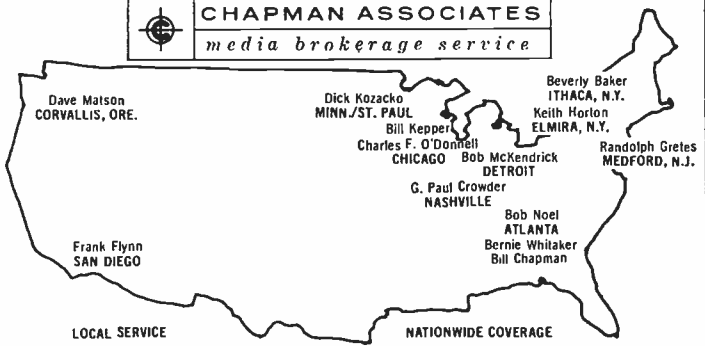 CHAPMAN ASSOCIATES
media brokerage service
Dave Matson
CORVALLIS, ORE.
Dick Kozacko
MINN./ST. PAUL
Bill Kepper
Charles F. O'Donnell
CHICAGO
Bob McKendrick
DETROIT
Beverly Baker
ITHACA, N.Y.
Keith Horton
ELMIRA, N.Y.
Randolph Gretes
MEDFORD, N.J.
G. Paul Crowder
NASHVILLE
Bob Noel
ATLANTA
Bernie Whitaker
Bill Chapman
Frank Flynn
SAN DIEGO
LOCAL SERVICE
NATIONWIDE COVERAGE